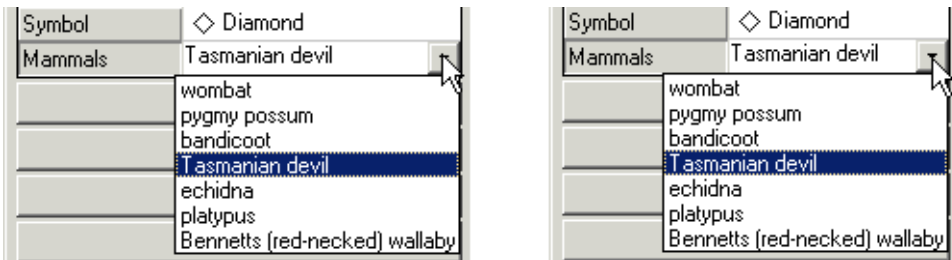 Symbol ◇ Diamond
Mammals Tasmanian devil
wombat
pygmy possum
bandicoot
Tasmanian devil
echidna
platypus
Bennetts (red-necked) wallaby
Symbol ◇ Diamond
Mammals Tasmanian devil
wombat
pygmy possum
bandicoot
Tasmanian devil
echidna
platypus
Bennetts (red-necked) wallaby